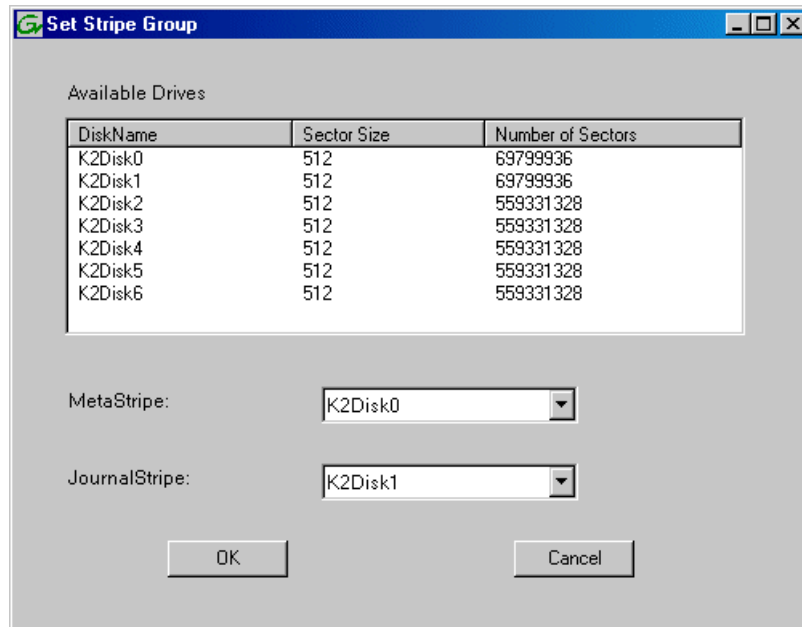 Set Stripe Group
Available Drives
DiskName Sector Size Number of Sectors
K2Disk0 512 69799936
K2Disk1 512 69799936
K2Disk2 512 559331328
K2Disk3 512 559331328
K2Disk4 512 559331328
K2Disk5 512 559331328
K2Disk6 512 559331328
MetaStripe: K2Disk0
JournalStripe: K2Disk1
OK Cancel